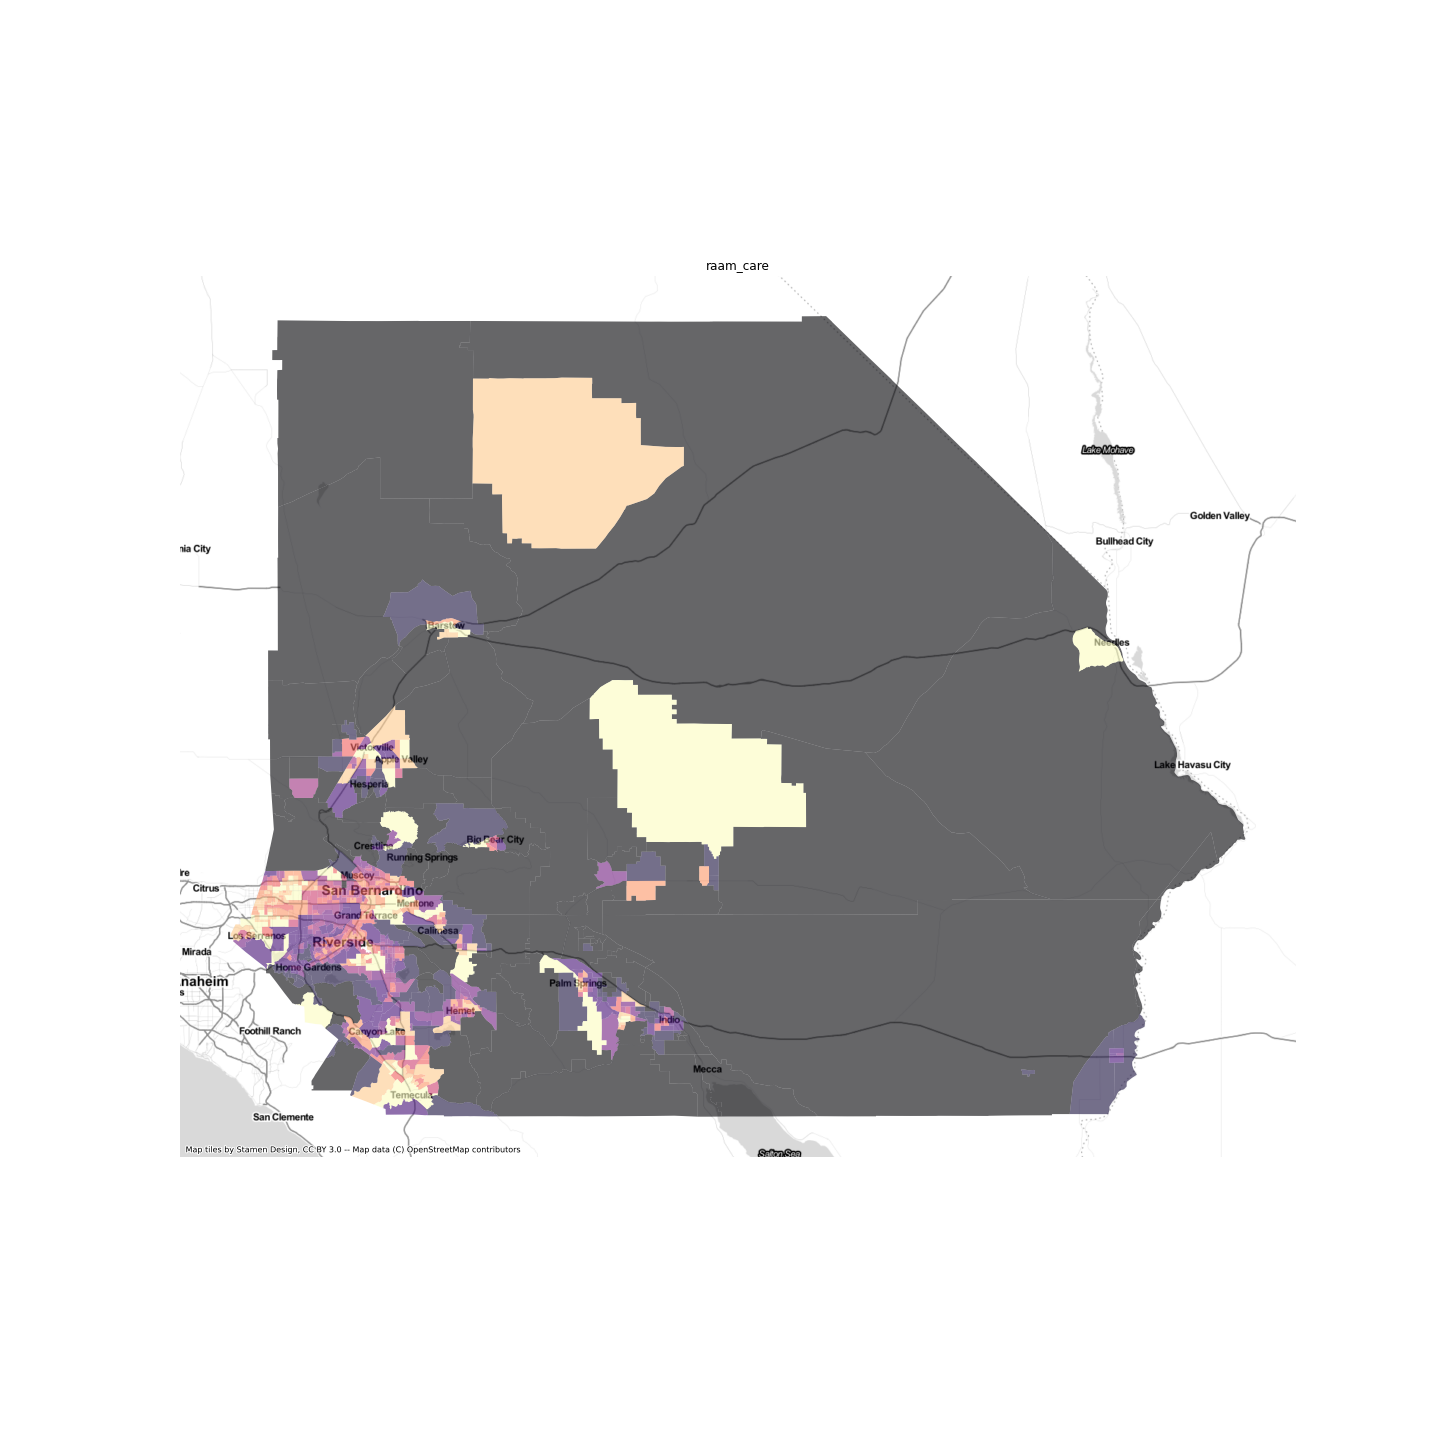 raam_care
Lake Mohave
Golden Valley
Bullhead City
nia City
Barstow
Needles
Victorville
Apple Valley
Lake Havasu City
Hesperia
Big Bear City
Crestline
Running Springs
Muscoy
Citrus
San Bernardino
Mentone
Grand Terrace
Calimesa
Los Serranos
Riverside
Mirada
Home Gardens
naheim
Palm Springs
Hemet
Indio
Foothill Ranch
Canyon Lake
Mecca
Temecula
San Clemente
Map tiles by Stamen Design, CC BY 3.0 -- Map data (C) OpenStreetMap contributors
Salton Sea